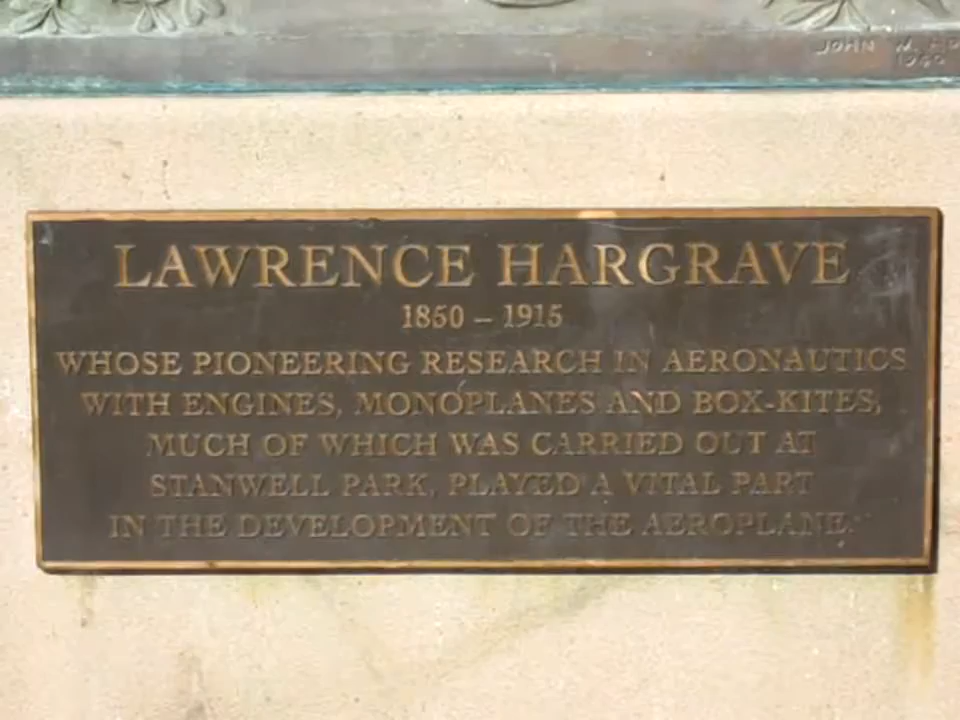 JOHN W.
LAWRENCE HARGRAVE
1850 – 1915
WHOSE PIONEERING RESEARCH IN AERONAUTICS
WITH ENGINES, MONOPLANES AND BOX-KITES,
MUCH OF WHICH WAS CARRIED OUT AT
STANWELL PARK, PLAYED A VITAL PART
IN THE DEVELOPMENT OF THE AEROPLANE.